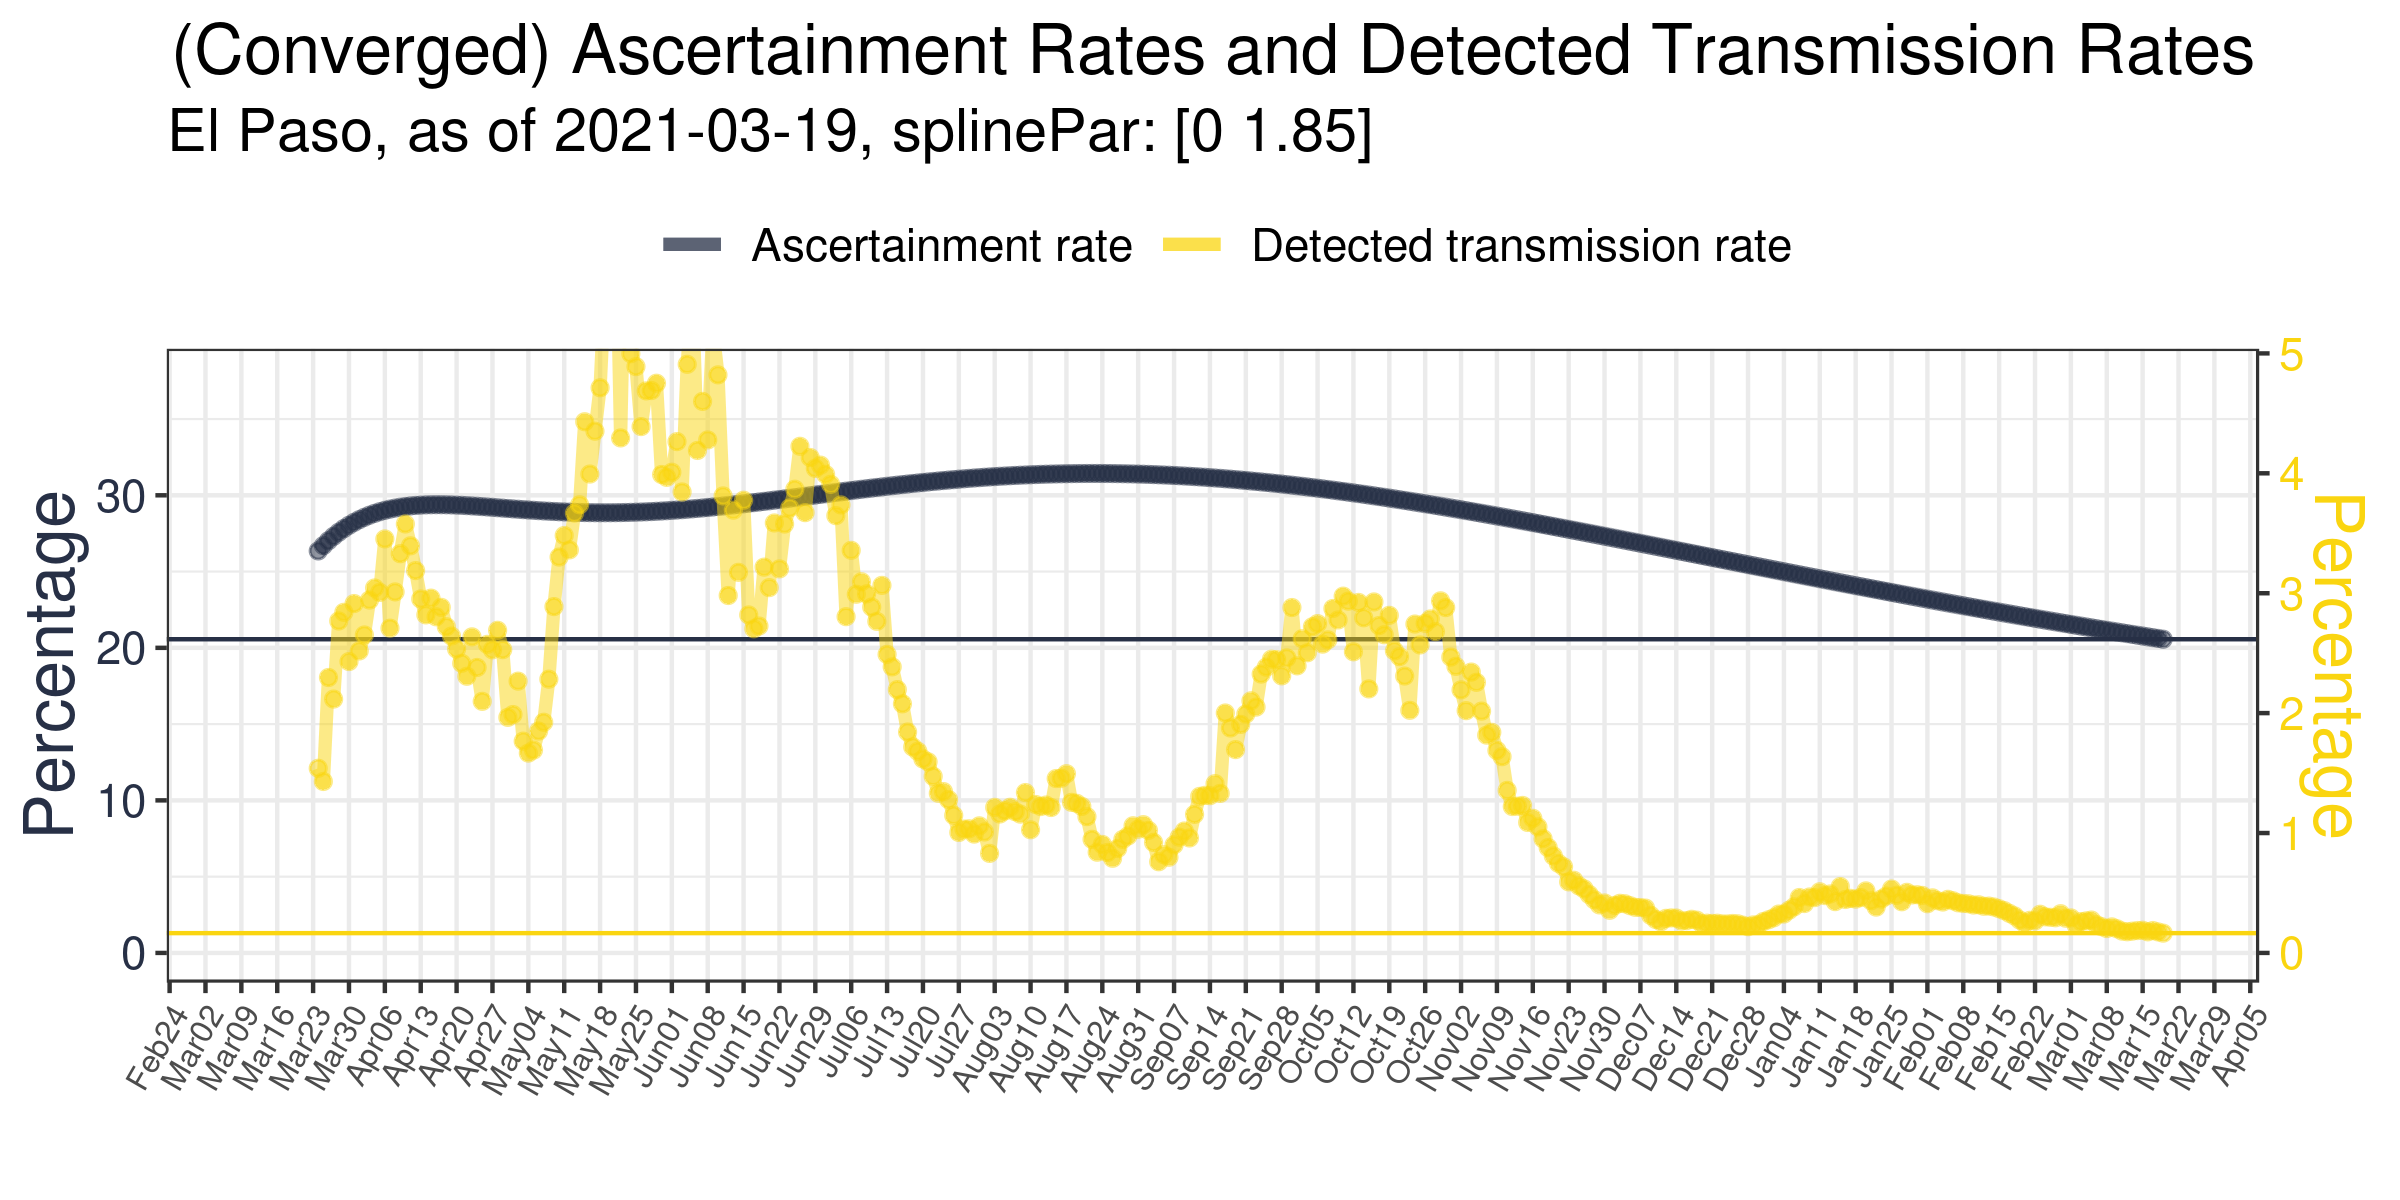 (Converged) Ascertainment Rates and Detected Transmission Rates
El Paso, as of 2021-03-19, splinePar: [0 1.85]
Ascertainment rate Detected transmission rate
Percentage
30
20
10
0
5
4
3
2
1
0
Percentage
Feb24 Mar02 Mar09 Mar16 Mar23 Mar30 Apr06 Apr13 Apr20 Apr27 May04 May11 May18 May25 Jun01 Jun08 Jun15 Jun22 Jun29 Jul06 Jul13 Jul20 Jul27 Aug03 Aug10 Aug17 Aug24 Aug31 Sep07 Sep14 Sep21 Sep28 Oct05 Oct12 Oct19 Oct26 Nov02 Nov09 Nov16 Nov23 Nov30 Dec07 Dec14 Dec21 Dec28 Jan04 Jan11 Jan18 Jan25 Feb01 Feb08 Feb15 Feb22 Mar01 Mar08 Mar15 Mar22 Mar29 Apr05